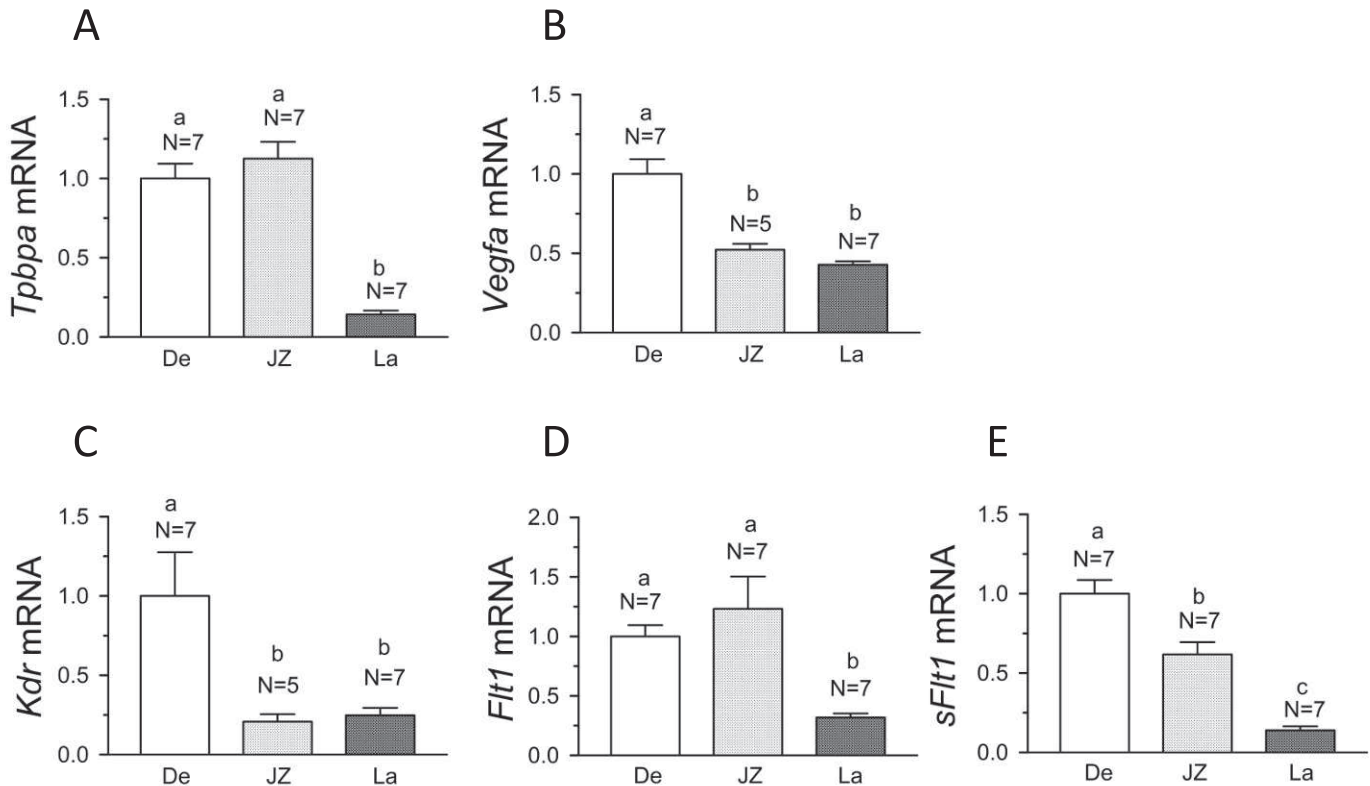 A
Tpbpa mRNA
1.5
1.0
0.5
0.0
a
N=7
a
N=7
b
N=7
De JZ La
B
Vegfa mRNA
1.5
1.0
0.5
0.0
a
N=7
b
N=5
b
N=7
De JZ La
C
Kdr mRNA
1.5
1.0
0.5
0.0
a
N=7
b
N=5
b
N=7
De JZ La
D
Flt1 mRNA
2.0
1.5
1.0
0.5
0.0
a
N=7
a
N=7
b
N=7
De JZ La
E
sFlt1 mRNA
1.5
1.0
0.5
0.0
a
N=7
b
N=7
c
N=7
De JZ La